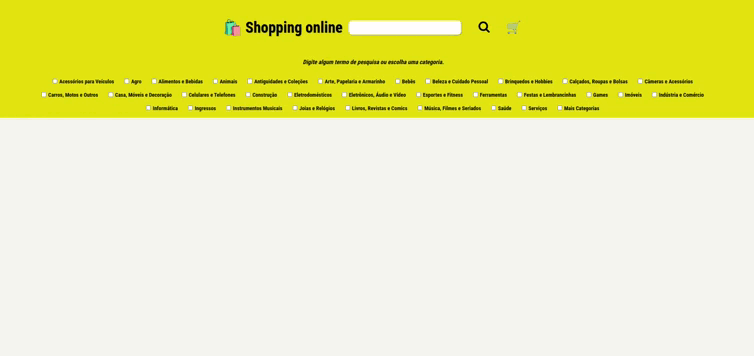 Shopping online
Digite algum termo de pesquisa ou escolha uma categoria.
Acessórios para Veículos Agro Alimentos e Bebidas Animais Antiguidades e Coleções Arte, Papelaria e Armarinho Bebês Beleza e Cuidado Pessoal Brinquedos e Hobbies Calçados, Roupas e Bolsas Câmeras e Acessórios
Carros, Motos e Outros Casa, Móveis e Decoração Celulares e Telefones Construção Eletrodomésticos Eletrônicos, Áudio e Vídeo Esportes e Fitness Ferramentas Festas e Lembrancinhas Games Imóveis Indústria e Comércio
Informática Ingressos Instrumentos Musicais Joias e Relógios Livros, Revistas e Comics Música, Filmes e Seriados Saúde Serviços Mais Categorias